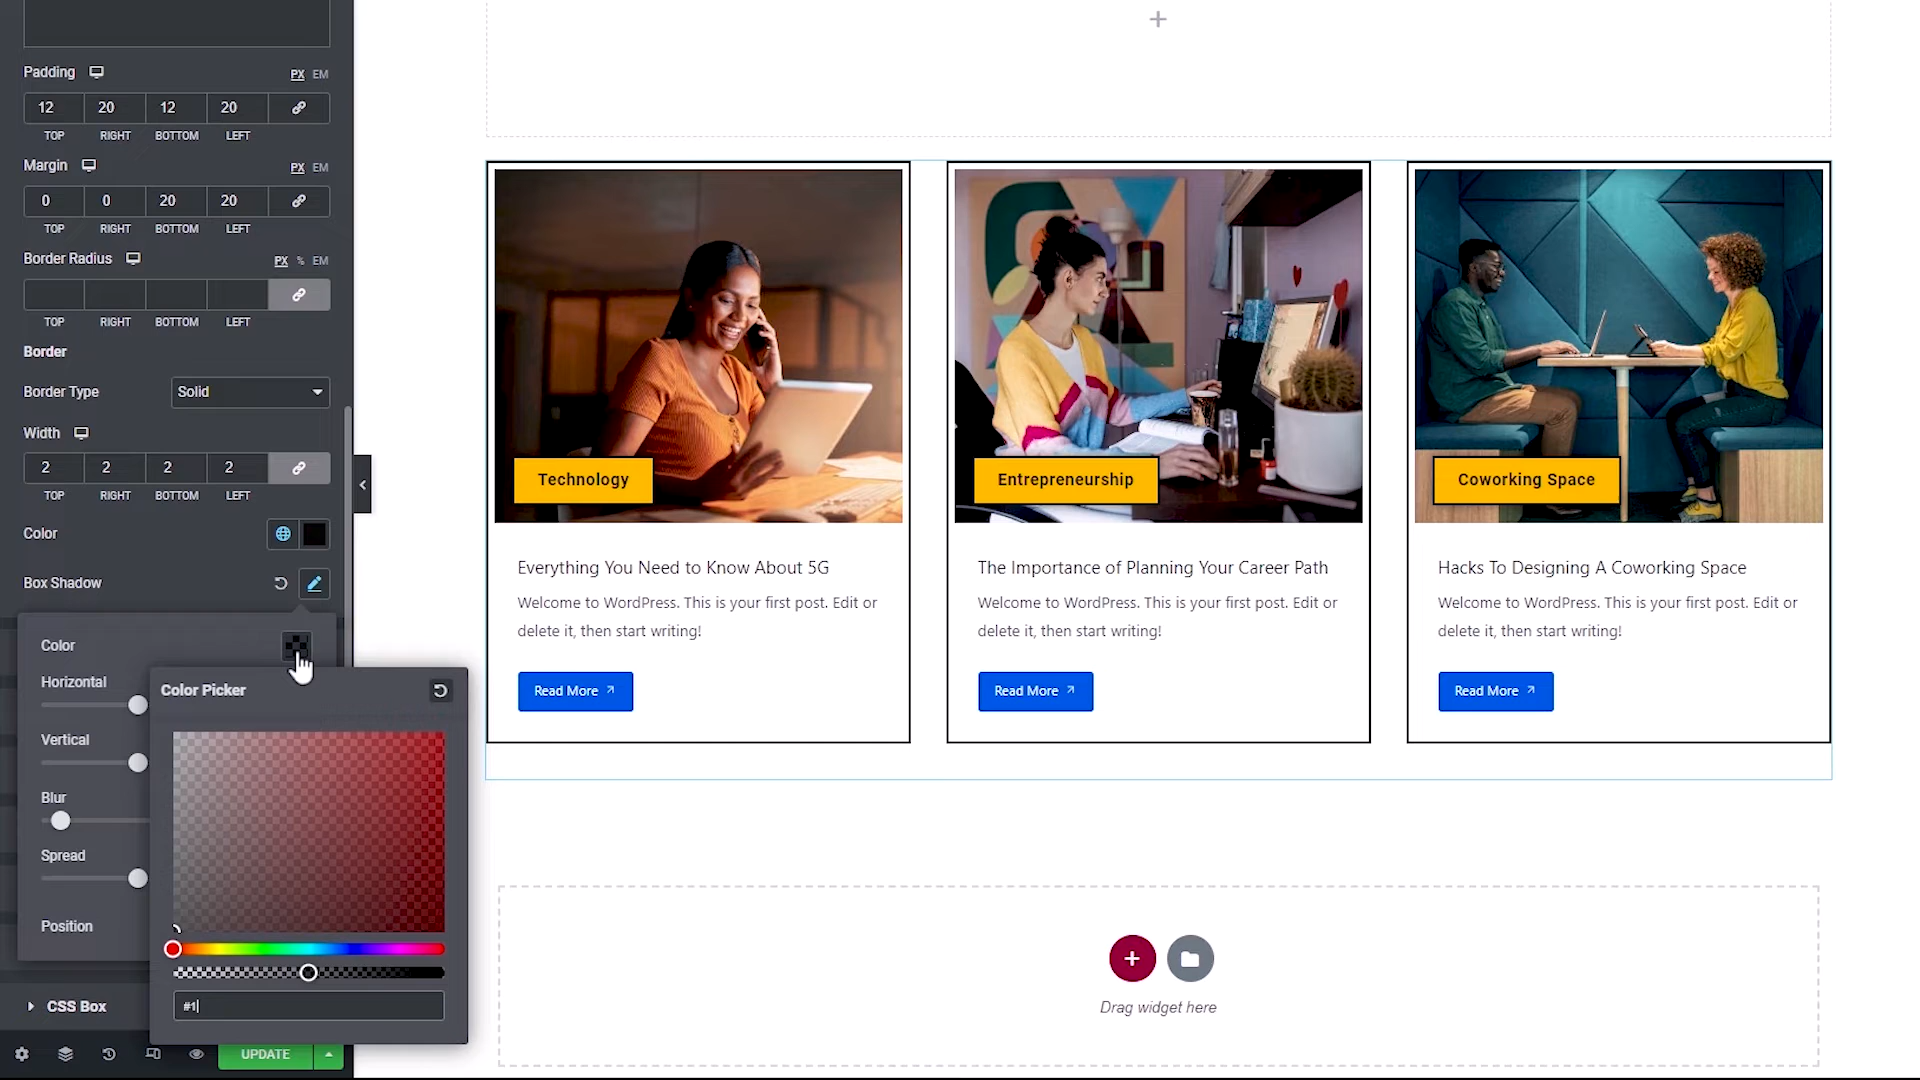 Padding PX EM
12 20 12 20
TOP RIGHT BOTTOM LEFT
Margin PX EM
0 0 20 20
TOP RIGHT BOTTOM LEFT
Border Radius PX % EM
TOP RIGHT BOTTOM LEFT
Border
Border Type Solid
Width
2 2 2 2
TOP RIGHT BOTTOM LEFT
Color
Box Shadow
Color
Horizontal
Vertical
Blur
Spread
Position
Color Picker
#1
CSS Box
UPDATE
Technology
Everything You Need to Know About 5G
Welcome to WordPress. This is your first post. Edit or
delete it, then start writing!
Read More
Entrepreneurship
The Importance of Planning Your Career Path
Welcome to WordPress. This is your first post. Edit or
delete it, then start writing!
Read More
Coworking Space
Hacks To Designing A Coworking Space
Welcome to WordPress. This is your first post. Edit or
delete it, then start writing!
Read More
Drag widget here